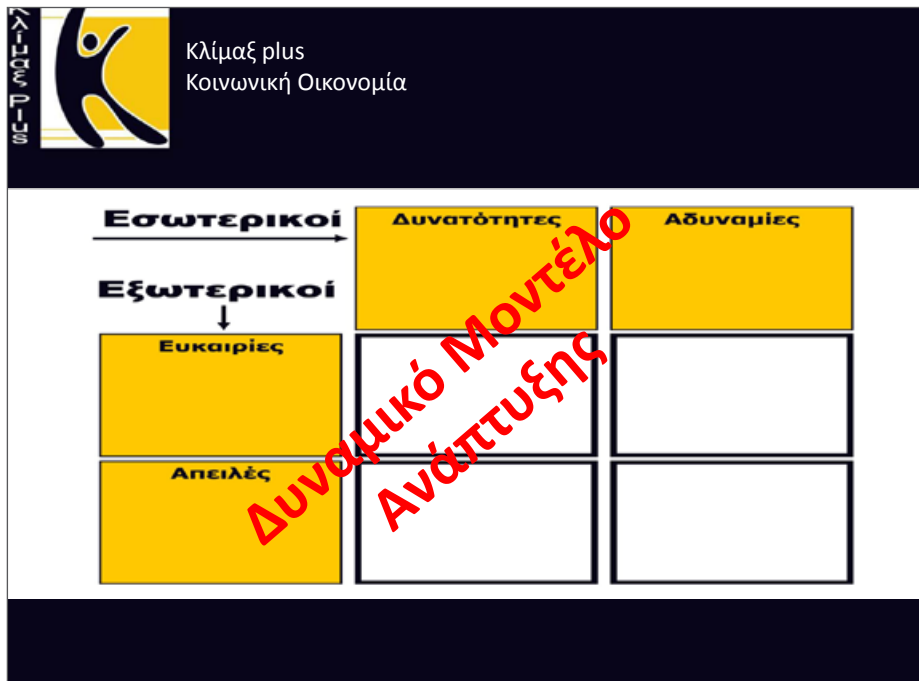 Κλίμαξ Plus
Κλίμαξ plus
Κοινωνική Οικονομία
Εσωτερικοί
Δυνατότητες
Αδυναμίες
Εξωτερικοί
Ευκαιρίες
Απειλές
Δυναμικό Μοντέλο
Ανάπτυξης